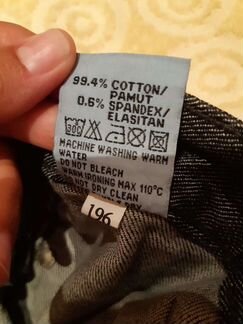 99.4% COTTON/
PAMUT
0.6% SPANDEX/
ELASITAN
MACHINE WASHING WARM
WATER
DO NOT BLEACH
WARM IRONING MAX 110°C
DO NOT DRY CLEAN
DRY
196